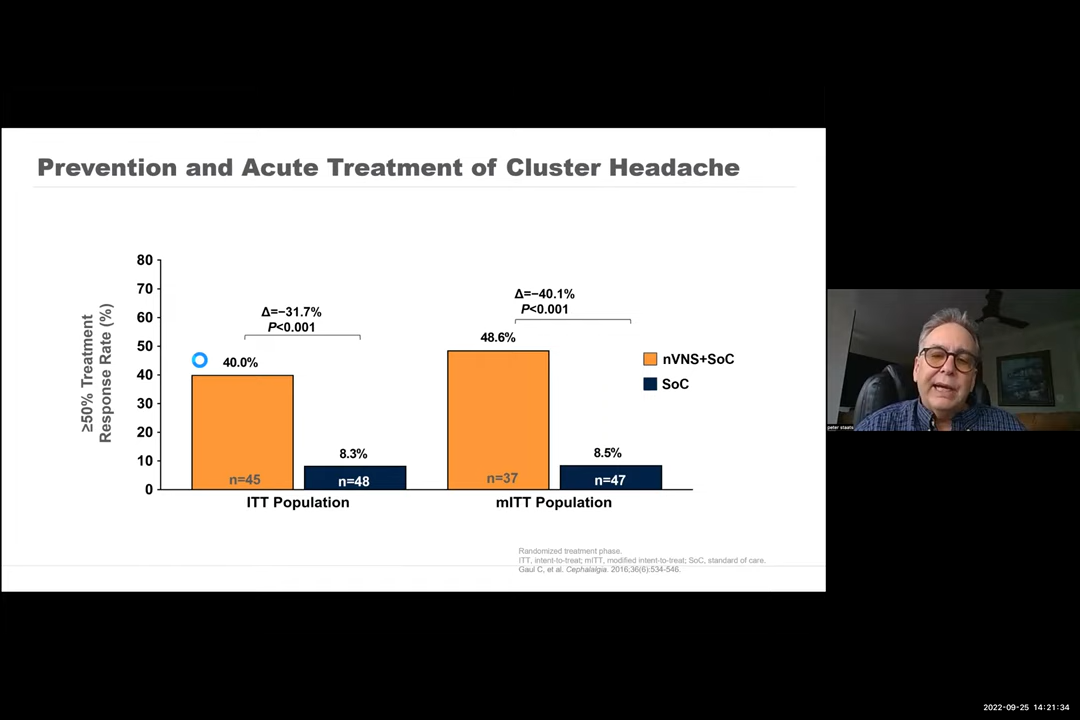 Prevention and Acute Treatment of Cluster Headache
≥50% Treatment
Response Rate (%)
80
70
60
50
40
30
20
10
0
Δ=−31.7%
P<0.001
40.0%
n=45
8.3%
n=48
ITT Population
Δ=−40.1%
P<0.001
48.6%
n=37
8.5%
n=47
mITT Population
nVNS+SoC
SoC
Randomized treatment phase.
ITT, intent-to-treat; mITT, modified intent-to-treat; SoC, standard of care.
Gaul C, et al. Cephalalgia. 2016;36(6):534-546.
peter staats
2022-09-25 14:21:34